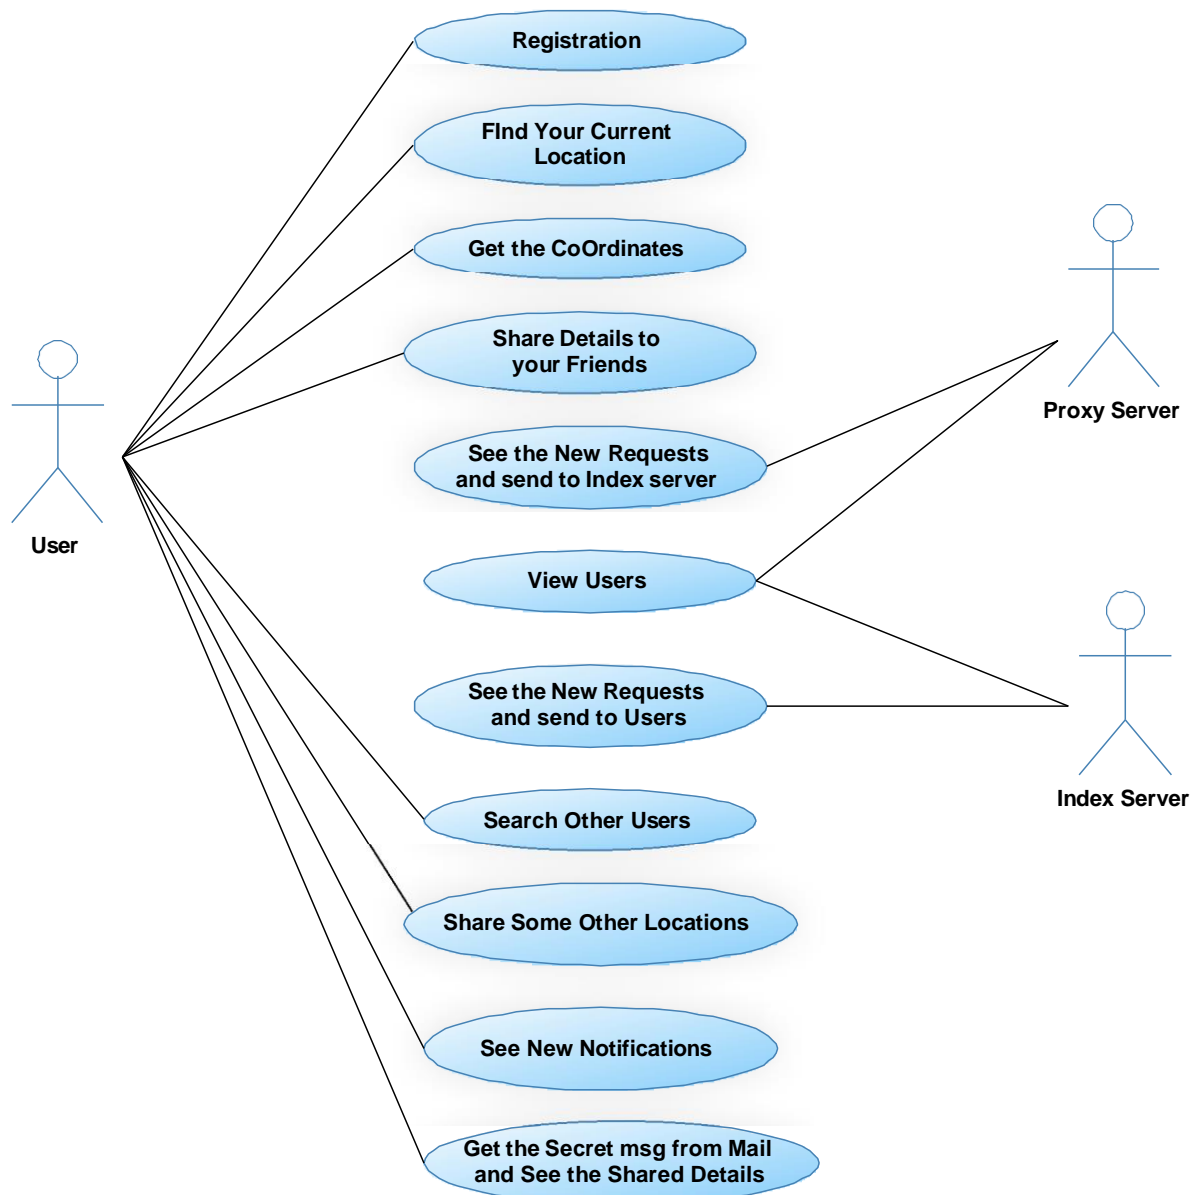 Registration
FInd Your Current
Location
Get the CoOrdinates
Share Details to
your Friends
Proxy Server
See the New Requests
and send to Index server
User
View Users
See the New Requests
and send to Users
Index Server
Search Other Users
Share Some Other Locations
See New Notifications
Get the Secret msg from Mail
and See the Shared Details